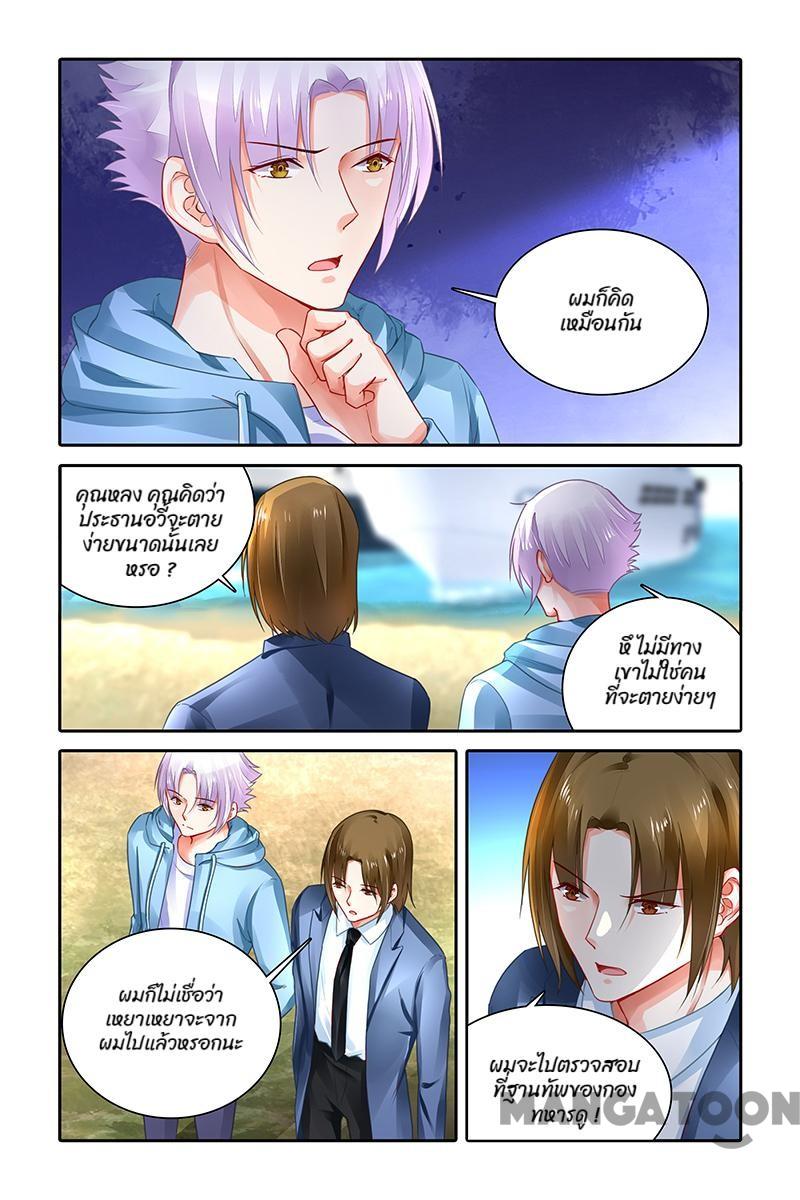 ผมก็คิด
เหมือนกัน
คุณหลง คุณคิดว่า
ประธานอวี้จะตาย
ง่ายขนาดนั้นเลย
หรอ ?
หึ ไม่มีทาง
เขาไม่ใช่คน
ที่จะตายง่ายๆ
ผมก็ไม่เชื่อว่า
เหยาเหยาจะจาก
ผมไปแล้วหรอกนะ
ผมจะไปตรวจสอบ
ที่ฐานทัพของกอง
ทหารดู !
MANGATOON